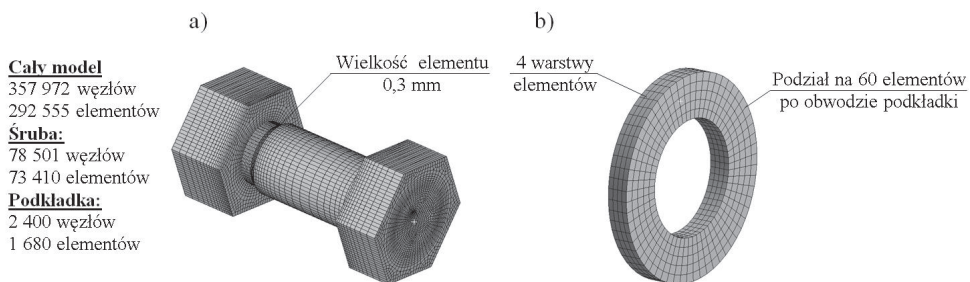 a)
b)
Cały model
357 972 węzłów
292 555 elementów
Śruba:
78 501 węzłów
73 410 elementów
Podkładka:
2 400 węzłów
1 680 elementów
Wielkość elementu
0,3 mm
4 warstwy
elementów
Podział na 60 elementów
po obwodzie podkładki